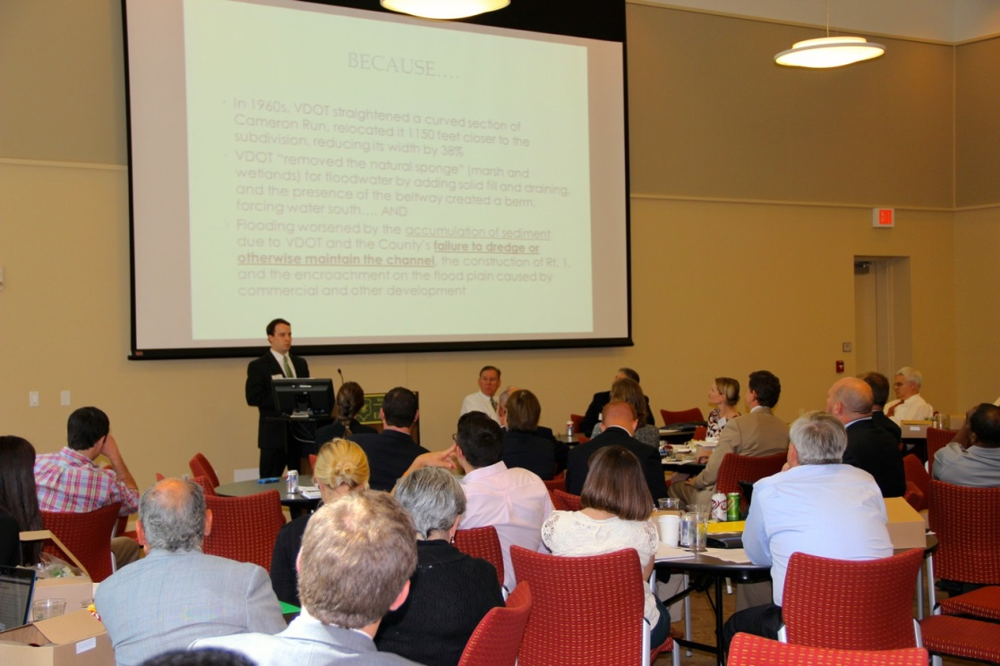 BECAUSE....
· In 1960s, VDOT straightened a curved section of
Cameron Run, relocated it 1150 feet closer to the
subdivision, reducing its width by 38%
· VDOT "removed the natural sponge" (marsh and
wetlands) for floodwater by adding solid fill and draining,
and the presence of the beltway created a berm,
forcing water south.... AND
· Flooding worsened by the accumulation of sediment
due to VDOT and the County's failure to dredge or
otherwise maintain the channel, the construction of Rt. 1,
and the encroachment on the flood plain caused by
commercial and other development
EXIT